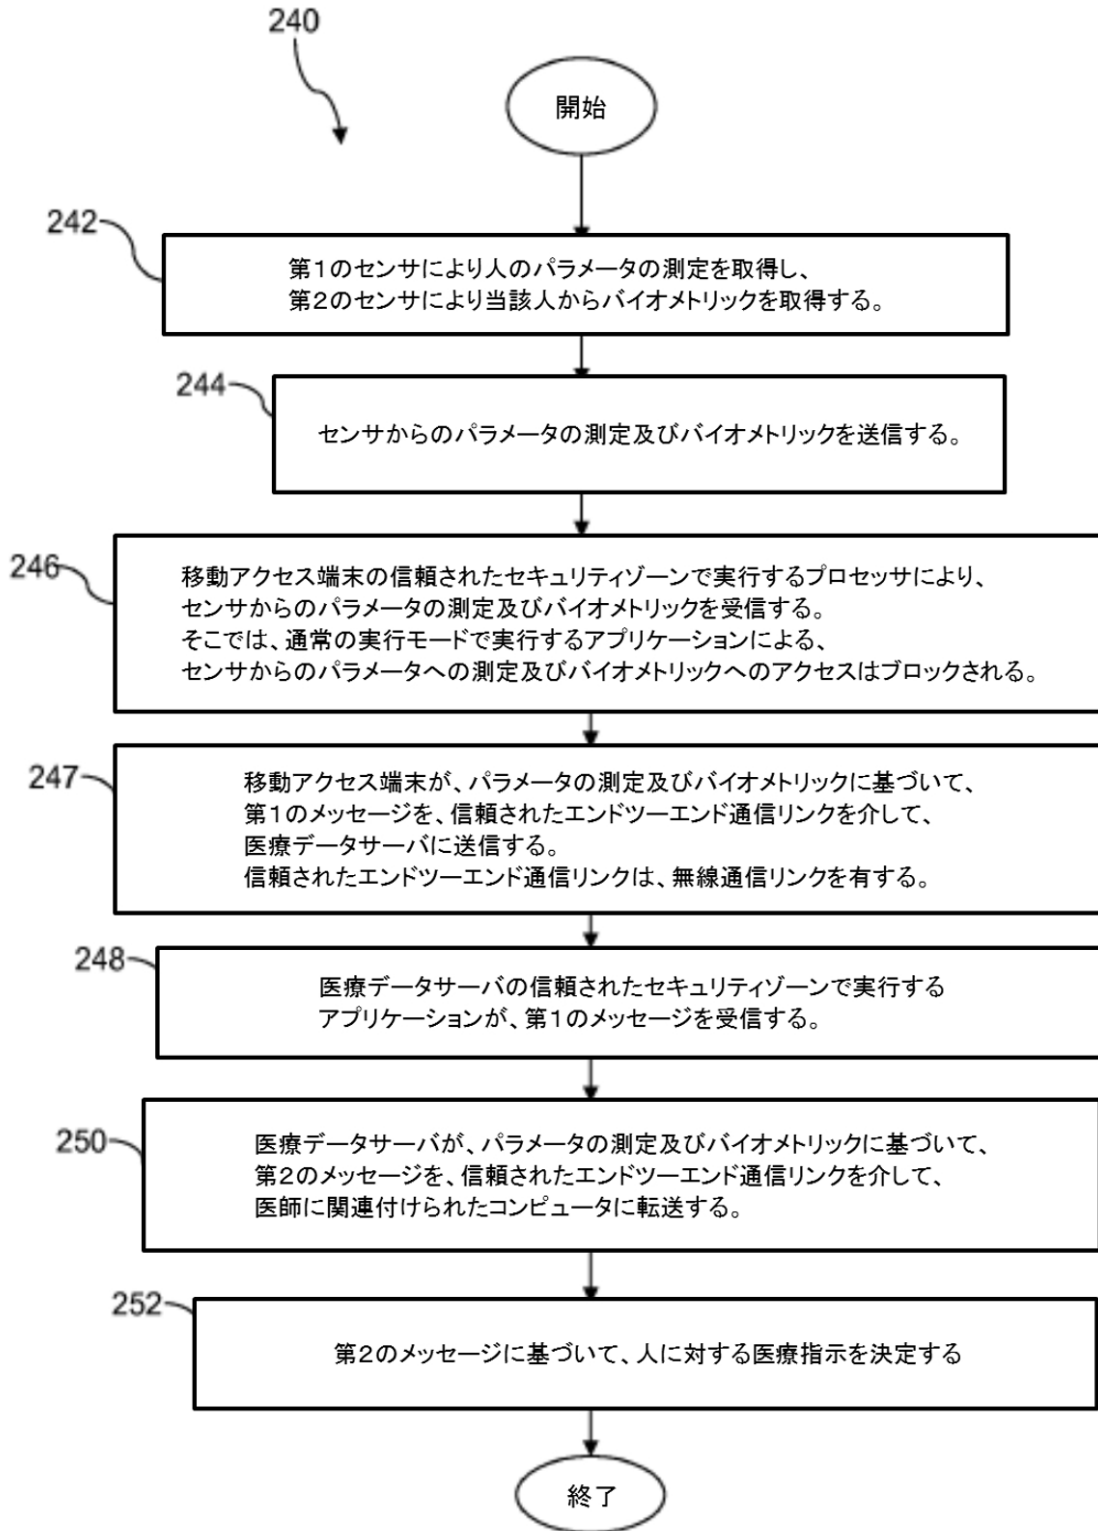 240
開始
242
第1のセンサにより人のパラメータの測定を取得し、
第2のセンサにより当該人からバイオメトリックを取得する。
244
センサからのパラメータの測定及びバイオメトリックを送信する。
246
移動アクセス端末の信頼されたセキュリティゾーンで実行するプロセッサにより、
センサからのパラメータの測定及びバイオメトリックを受信する。
そこでは、通常の実行モードで実行するアプリケーションによる、
センサからのパラメータへの測定及びバイオメトリックへのアクセスはブロックされる。
247
移動アクセス端末が、パラメータの測定及びバイオメトリックに基づいて、
第1のメッセージを、信頼されたエンドツーエンド通信リンクを介して、
医療データサーバに送信する。
信頼されたエンドツーエンド通信リンクは、無線通信リンクを有する。
248
医療データサーバの信頼されたセキュリティゾーンで実行する
アプリケーションが、第1のメッセージを受信する。
250
医療データサーバが、パラメータの測定及びバイオメトリックに基づいて、
第2のメッセージを、信頼されたエンドツーエンド通信リンクを介して、
医師に関連付けられたコンピュータに転送する。
252
第2のメッセージに基づいて、人に対する医療指示を決定する
終了